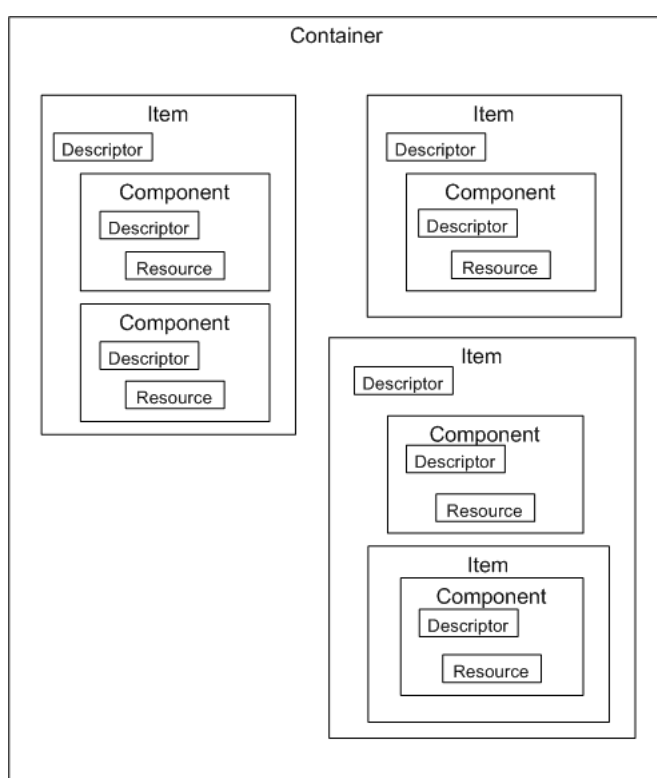 Container
Item
Descriptor
Component
Descriptor
Resource
Component
Descriptor
Resource
Item
Descriptor
Component
Descriptor
Resource
Item
Descriptor
Component
Descriptor
Resource
Item
Component
Descriptor
Resource